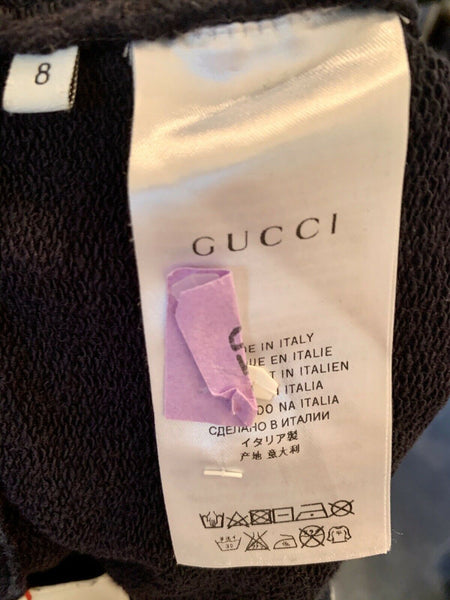 8
GUCCI
DE IN ITALY
UE EN ITALIE
T IN ITALIEN
ITALIA
DO NA ITALIA
СДЕЛАНО В ИТАЛИИ
イタリア製
产地 意大利